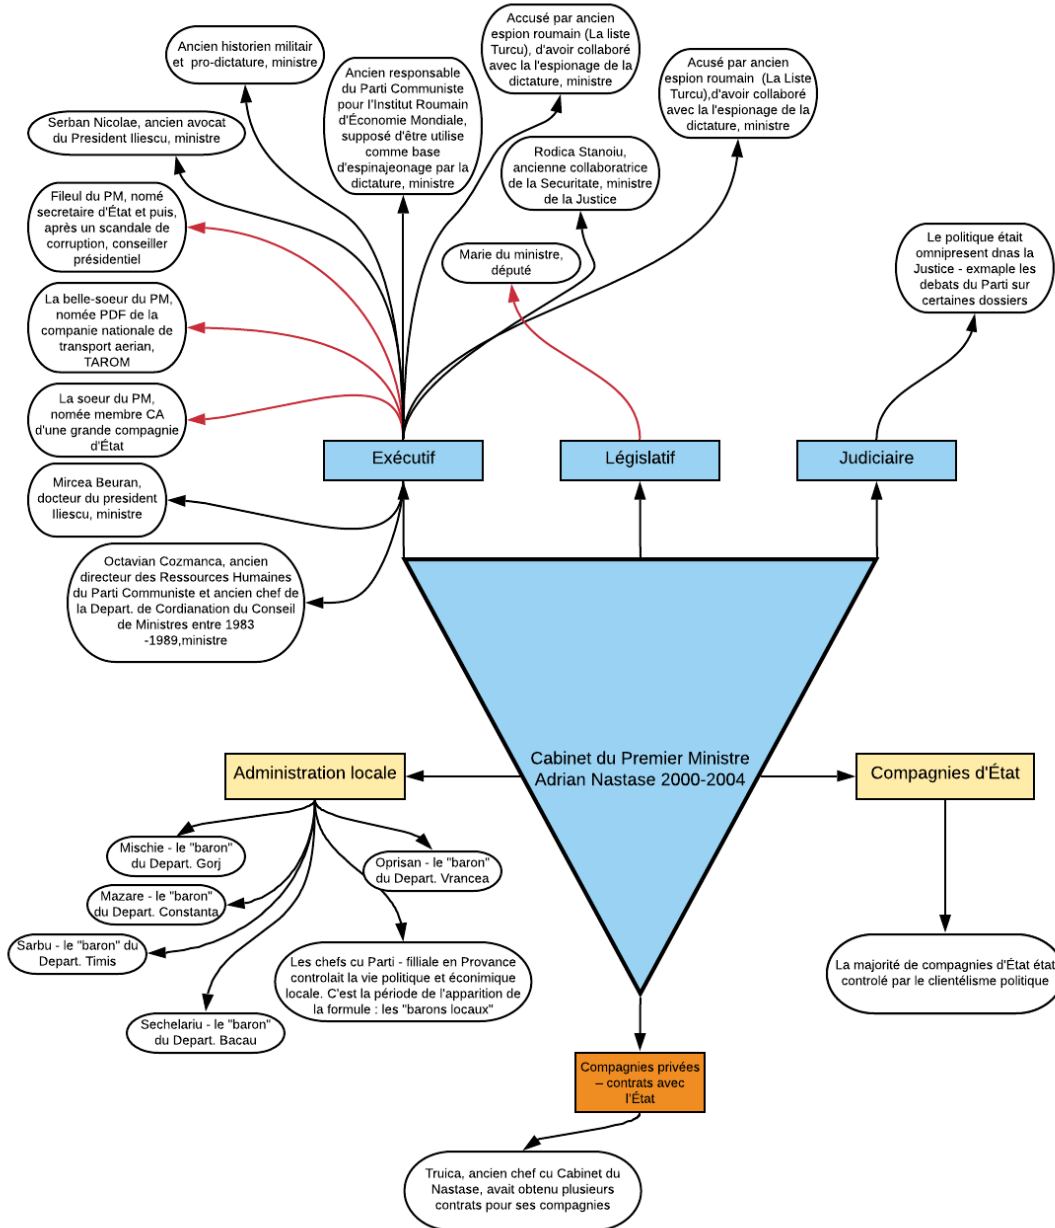 Accusé par ancien
espion roumain (La liste
Turcu), d'avoir collaboré
avec la l'espionage de la
dictature, ministre
Ancien historien militair
et pro-dictature, ministre
Ancien responsable
du Parti Communiste
pour l'Institut Roumain
d'Économie Mondiale,
supposé d'être utilise
comme base
d'espinajeonage par la
dictature, ministre
Acusé par ancien
espion roumain (La Liste
Turcu),d'avoir collaboré
avec la l'espionage de la
dictature, ministre
Serban Nicolae, ancien avocat
du President Iliescu, ministre
Rodica Stanoiu,
ancienne collaboratrice
de la Securitate, ministre
de la Justice
Fileul du PM, nomé
secretaire d'État et puis,
après un scandale de
corruption, conseiller
présidentiel
Marie du ministre,
député
Le politique était
omnipresent dnas la
Justice - exmaple les
debats du Parti sur
certaines dossiers
La belle-soeur du PM,
nomée PDF de la
companie nationale de
transport aerian,
TAROM
La soeur du PM,
nomée membre CA
d'une grande compagnie
d'État
Exécutif
Législatif
Judiciaire
Mircea Beuran,
docteur du president
Iliescu, ministre
Octavian Cozmanca, ancien
directeur des Ressources Humaines
du Parti Communiste et ancien chef de
la Depart. de Cordianation du Conseil
de Ministres entre 1983
-1989,ministre
Cabinet du Premier Ministre
Adrian Nastase 2000-2004
Administration locale
Compagnies d'État
Mischie - le "baron"
du Depart. Gorj
Oprisan - le "baron"
du Depart. Vrancea
Mazare - le "baron"
du Depart. Constanta
Sarbu - le "baron" du
Depart. Timis
Les chefs cu Parti - filliale en Provance
controlait la vie politique et éconimique
locale. C'est la période de l'apparition de
la formule : les "barons locaux"
La majorité de compagnies d'État état
controlé par le clientélisme politique
Sechelariu - le "baron"
du Depart. Bacau
Compagnies privées
– contrats avec
l'État
Truica, ancien chef cu Cabinet du
Nastase, avait obtenu plusieurs
contrats pour ses compagnies